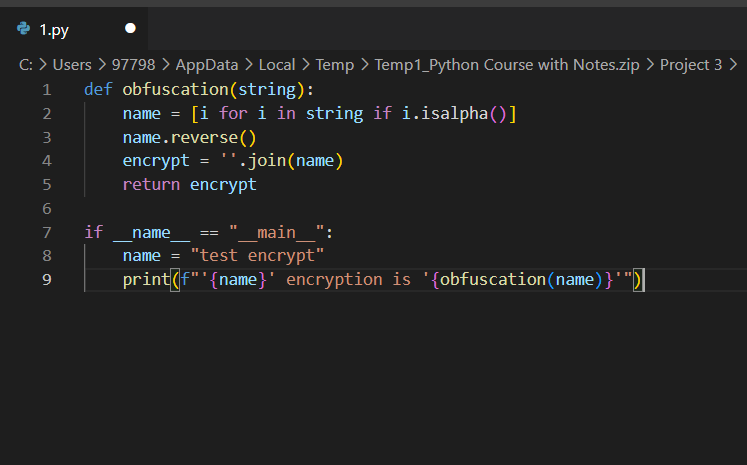 1.py
C: > Users > 97798 > AppData > Local > Temp > Temp1_Python Course with Notes.zip > Project 3 >
1 def obfuscation(string):
2     name = [i for i in string if i.isalpha()]
3     name.reverse()
4     encrypt = ''.join(name)
5     return encrypt
6
7 if __name__ == "__main__":
8     name = "test encrypt"
9     print(f"'{name}' encryption is '{obfuscation(name)}'")